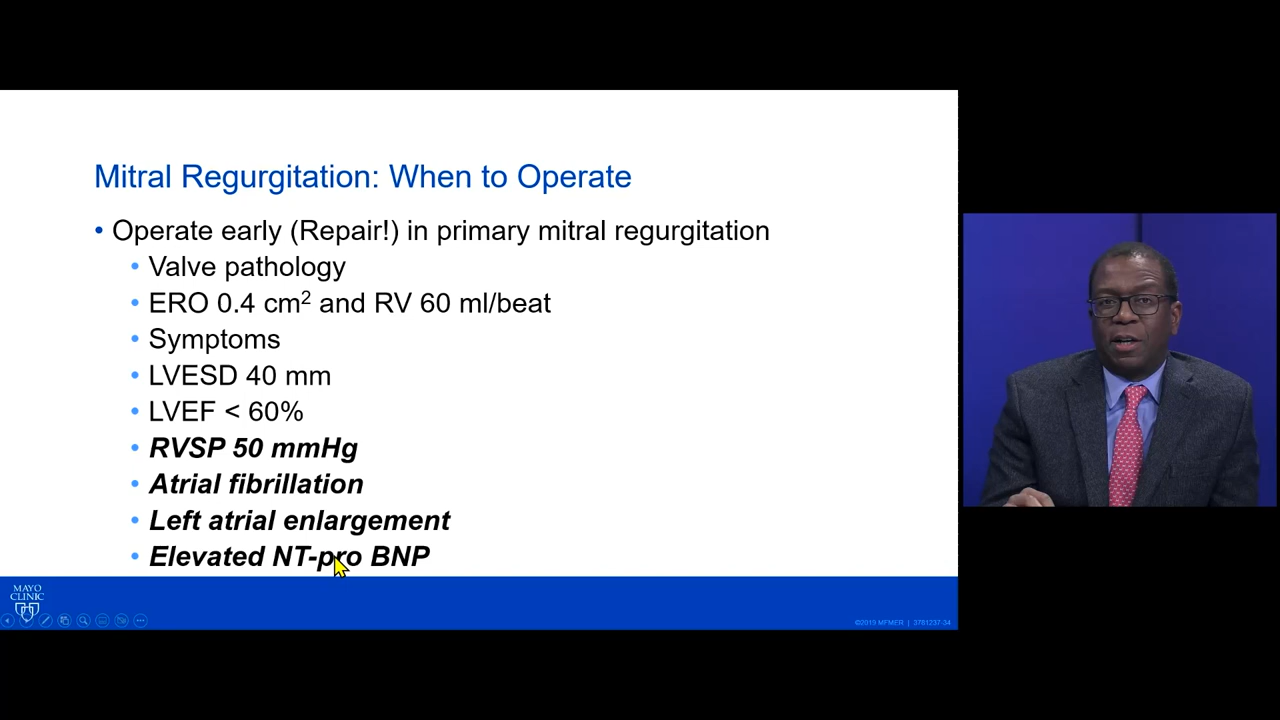 Mitral Regurgitation: When to Operate
• Operate early (Repair!) in primary mitral regurgitation
• Valve pathology
• ERO 0.4 cm² and RV 60 ml/beat
• Symptoms
• LVESD 40 mm
• LVEF < 60%
• RVSP 50 mmHg
• Atrial fibrillation
• Left atrial enlargement
• Elevated NT-pro BNP
MAYO
CLINIC
©2019 MFMER | 3781237-34